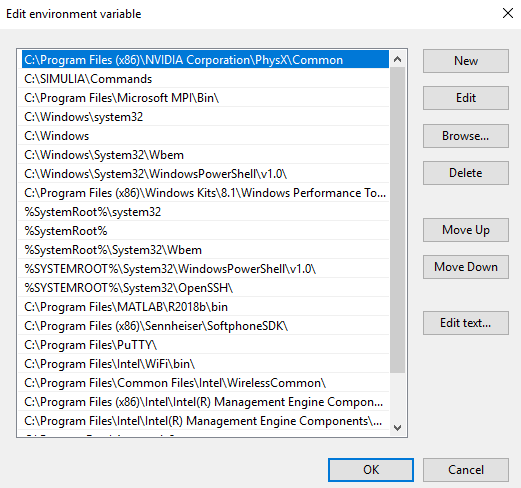 Edit environment variable
C:\Program Files (x86)\NVIDIA Corporation\PhysX\Common
C:\SIMULIA\Commands
C:\Program Files\Microsoft MPI\Bin\
C:\Windows\system32
C:\Windows
C:\Windows\System32\Wbem
C:\Windows\System32\WindowsPowerShell\v1.0\
C:\Program Files (x86)\Windows Kits\8.1\Windows Performance To...
%SystemRoot%\system32
%SystemRoot%
%SystemRoot%\System32\Wbem
%SYSTEMROOT%\System32\WindowsPowerShell\v1.0\
%SYSTEMROOT%\System32\OpenSSH\
C:\Program Files\MATLAB\R2018b\bin
C:\Program Files (x86)\Sennheiser\SoftphoneSDK\
C:\Program Files\PuTTY\
C:\Program Files\Intel\WiFi\bin\
C:\Program Files\Common Files\Intel\WirelessCommon\
C:\Program Files (x86)\Intel\Intel(R) Management Engine Compon...
C:\Program Files\Intel\Intel(R) Management Engine Components\...
New
Edit
Browse...
Delete
Move Up
Move Down
Edit text...
OK
Cancel